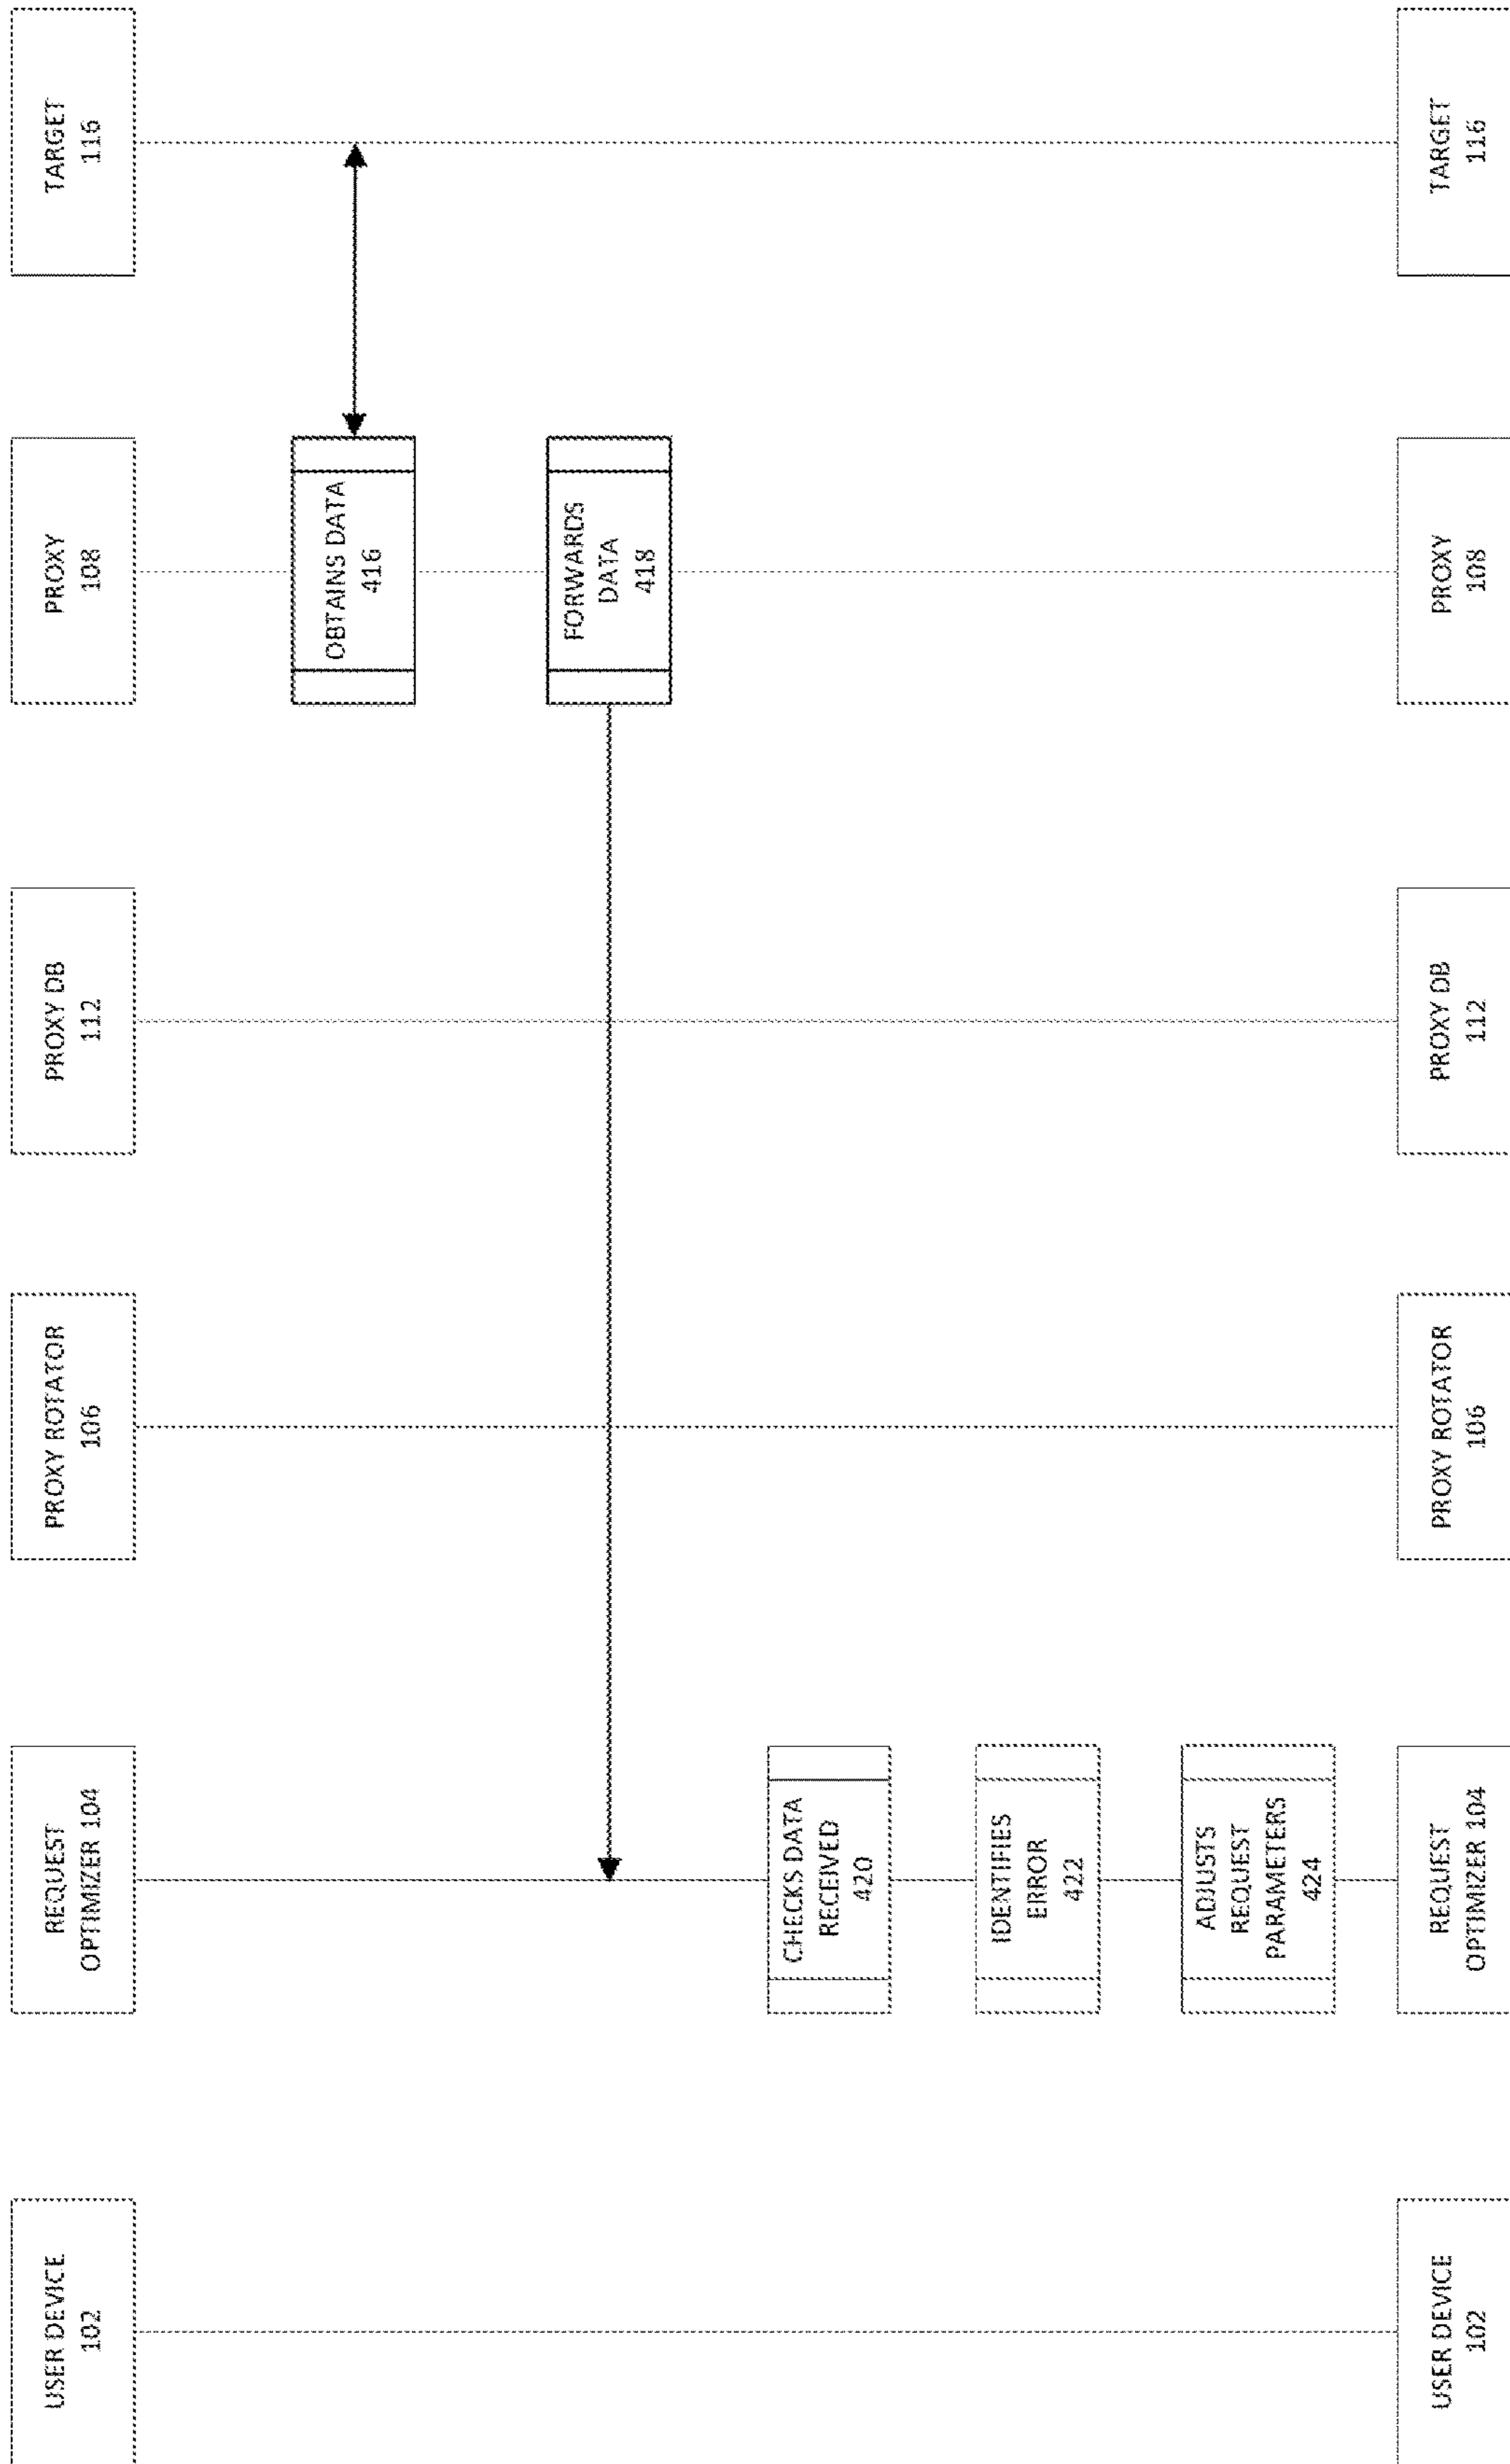 USER DEVICE
102
REQUEST
OPTIMIZER 104
PROXY ROTATOR
106
PROXY DB
112
PROXY
108
TARGET
116
OBTAINS DATA
416
FORWARDS
DATA
418
CHECKS DATA
RECEIVED
420
IDENTIFIES
ERROR
422
ADJUSTS
REQUEST
PARAMETERS
424
USER DEVICE
102
REQUEST
OPTIMIZER 104
PROXY ROTATOR
106
PROXY DB
112
PROXY
108
TARGET
116